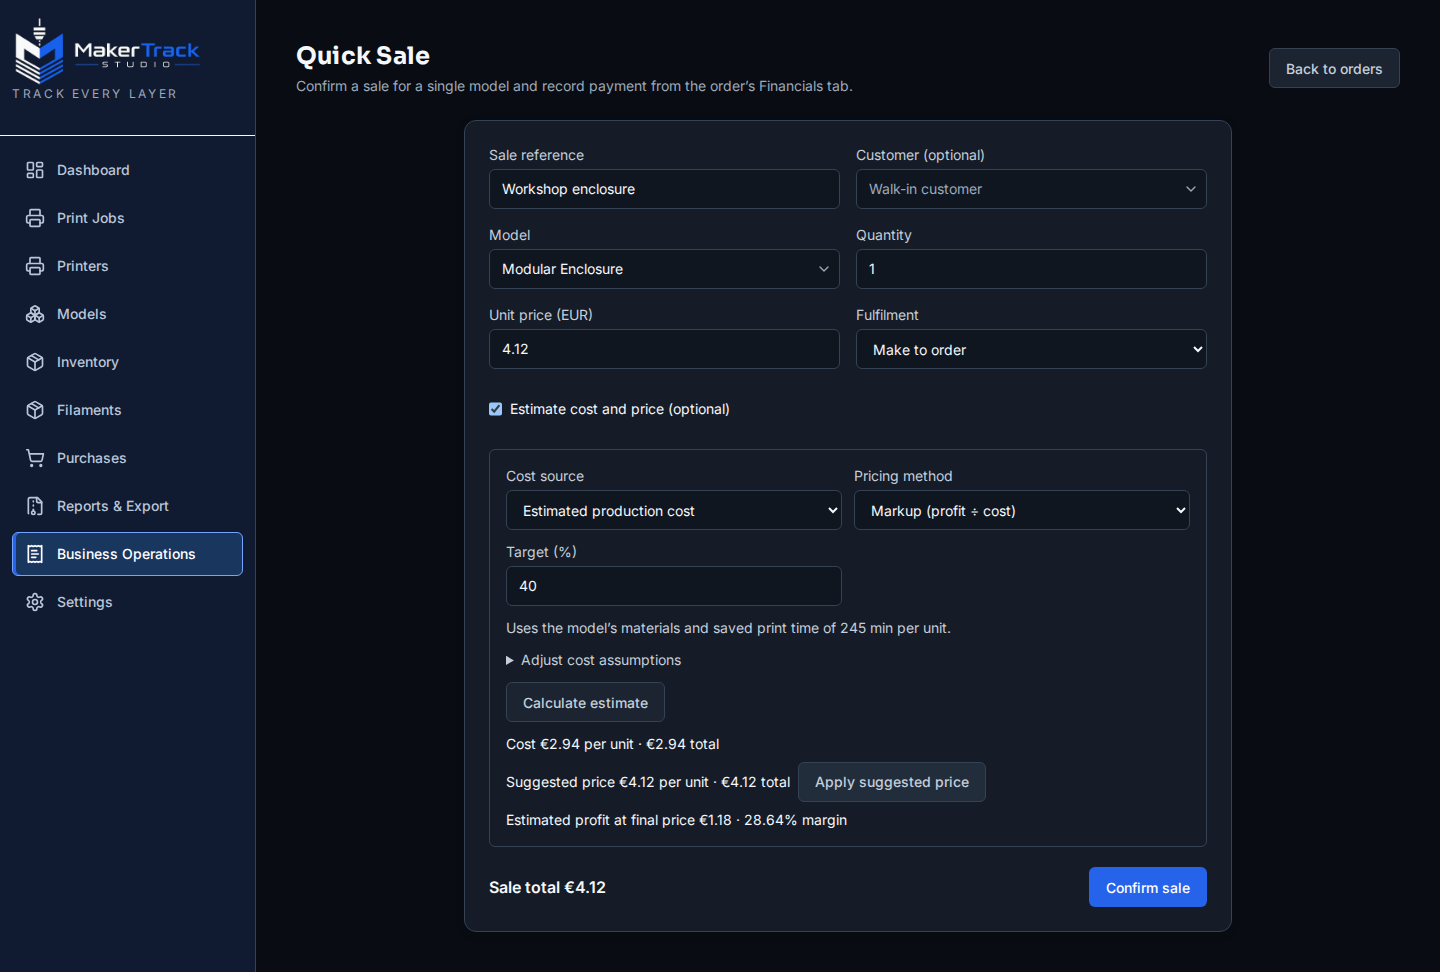 MakerTrack
STUDIO
TRACK EVERY LAYER
Dashboard
Print Jobs
Printers
Models
Inventory
Filaments
Purchases
Reports & Export
Business Operations
Settings
Quick Sale
Confirm a sale for a single model and record payment from the order’s Financials tab.
Back to orders
Sale reference
Workshop enclosure
Customer (optional)
Walk-in customer
Model
Modular Enclosure
Quantity
1
Unit price (EUR)
4.12
Fulfilment
Make to order
Estimate cost and price (optional)
Cost source
Estimated production cost
Pricing method
Markup (profit ÷ cost)
Target (%)
40
Uses the model’s materials and saved print time of 245 min per unit.
Adjust cost assumptions
Calculate estimate
Cost €2.94 per unit · €2.94 total
Suggested price €4.12 per unit · €4.12 total
Apply suggested price
Estimated profit at final price €1.18 · 28.64% margin
Sale total €4.12
Confirm sale